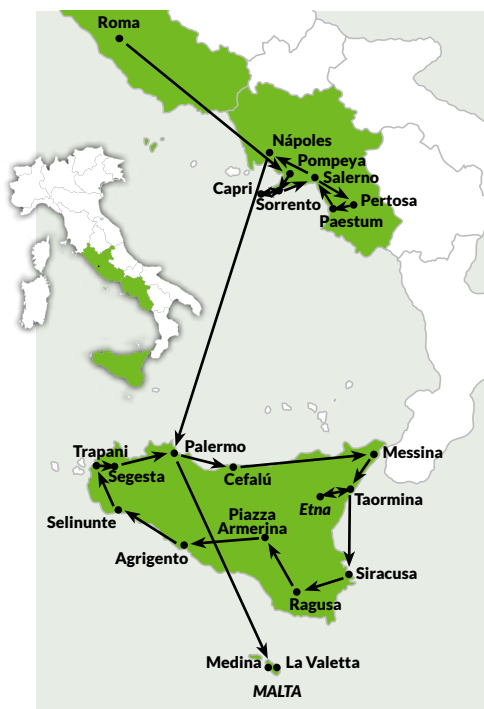 Roma
Nápoles
Pompeya
Salerno
Capri
Sorrento
Pertosa
Paestum
Trapani
Palermo
Messina
Segesta
Cefalú
Etna
Taormina
Selinunte
Piazza
Armerina
Agrigento
Siracusa
Ragusa
Medina
La Valetta
MALTA